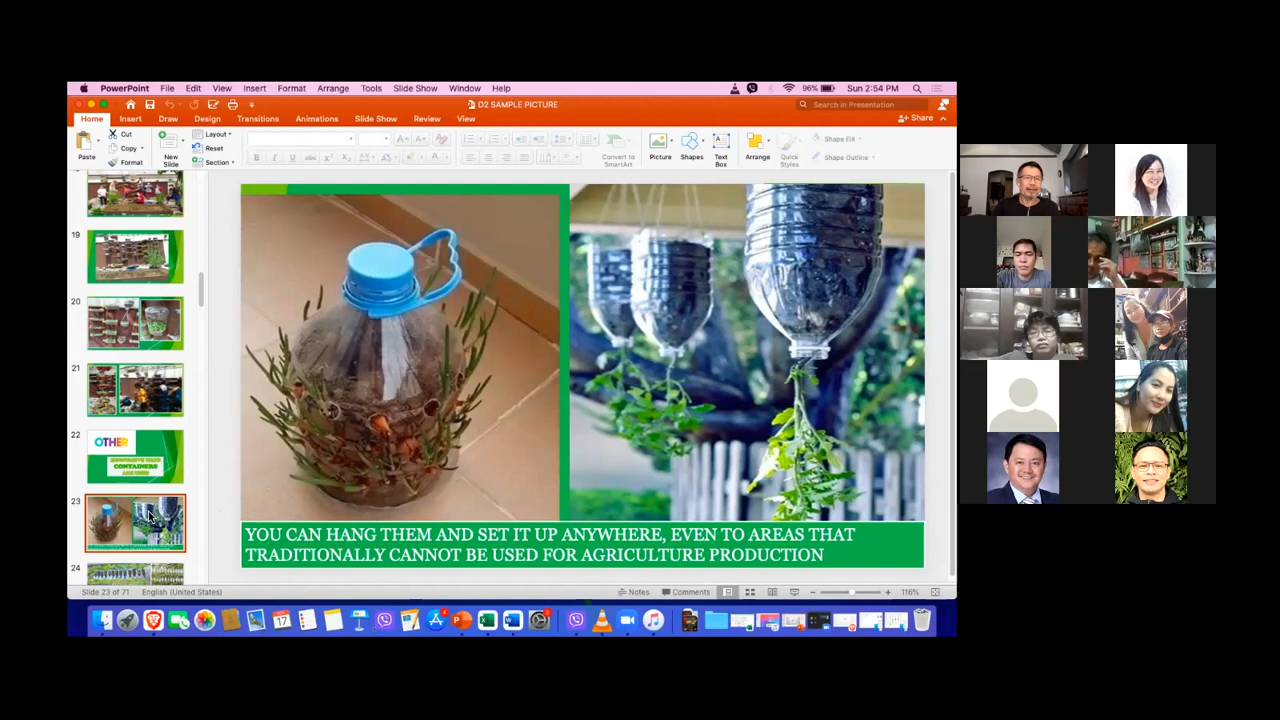 PowerPoint File Edit View Insert Format Arrange Tools Slide Show Window Help 96% Sun 2:54 PM
D2 SAMPLE PICTURE
Search in Presentation
Home Insert Draw Design Transitions Animations Slide Show Review View
Share
Paste
Cut
Copy
Format
New Slide
Layout
Reset
Section
Convert to SmartArt
Picture
Shapes
Text Box
Arrange
Quick Styles
Shape Fill
Shape Outline
19
20
21
22
OTHER
CONTAINERS
23
24
YOU CAN HANG THEM AND SET IT UP ANYWHERE, EVEN TO AREAS THAT
TRADITIONALLY CANNOT BE USED FOR AGRICULTURE PRODUCTION
Slide 23 of 71 English (United States) Notes Comments 116%
17